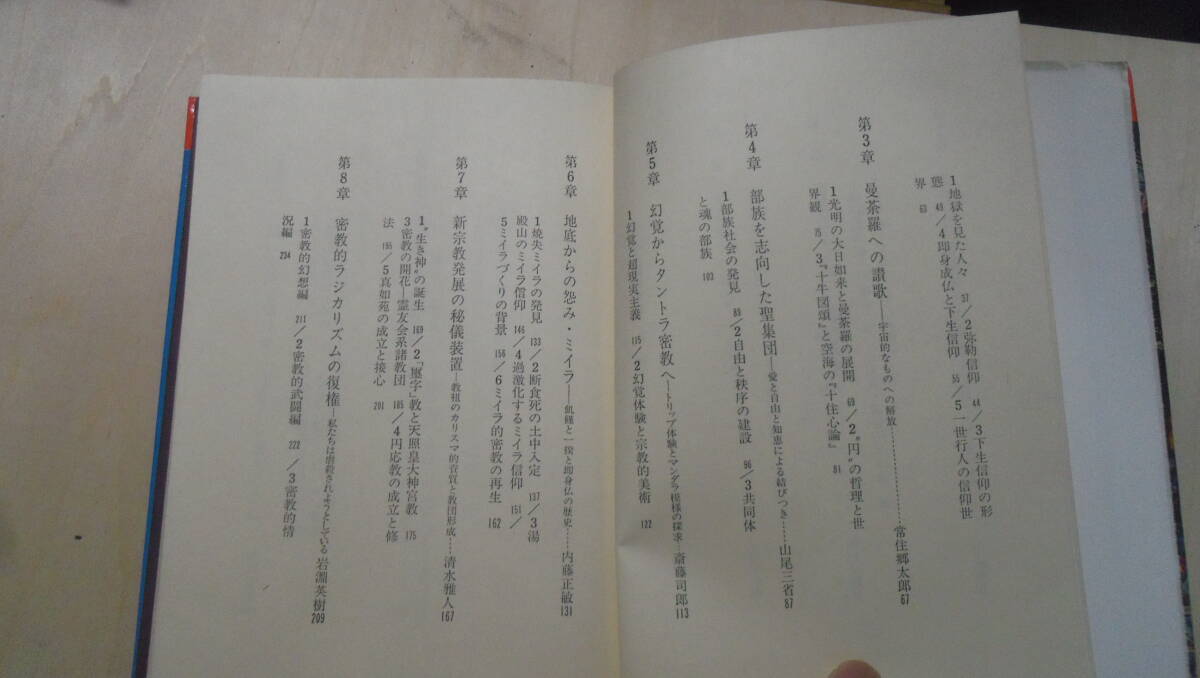 1地獄を見た人々 37/2弥勒信仰 44/3下生信仰の形
態 49/4即身成仏と下生信仰 55/5一世行人の信仰世
界 63
第3章 曼荼羅への讃歌──宇宙的なものへの解放…………常住郷太郎 67
1光明の大日如来と曼荼羅の展開 69/2“円”の哲理と世
界観 75/3『十牛図頌』と空海の『十住心論』 81
第4章 部族を志向した聖集団──愛と自由と知恵による結びつき……山尾三省 87
1部族社会の発見 89/2自由と秩序の建設 96/3共同体
と魂の部族 103
第5章 幻覚からタントラ密教へ──トリップ体験とマンダラ模様の探求─斎藤司郎 113
1幻覚と超現実主義 115/2幻覚体験と宗教的美術 122
第6章 地底からの怨み・ミイラ──飢饉と一揆と即身仏の歴史……内藤正敏 131
1焼失ミイラの発見 133/2断食死の土中入定 137/3湯
殿山のミイラ信仰 146/4過激化するミイラ信仰 151/
5ミイラづくりの背景 156/6ミイラ的密教の再生 162
第7章 新宗教発展の秘儀装置──教祖のカリスマ的資質と教団形成……清水雅人 167
1“生き神”の誕生 169/2「璽宇」教と天照皇大神宮教 175
3密教の開花─霊友会系諸教団 185/4円応教の成立と修
法 195/5真如苑の成立と接心 201
第8章 密教的ラジカリズムの復権─私たちは虐殺されようとしている 岩淵英樹 209
1密教的幻想編 211/2密教的武闘編 222/3密教的情
況編 234